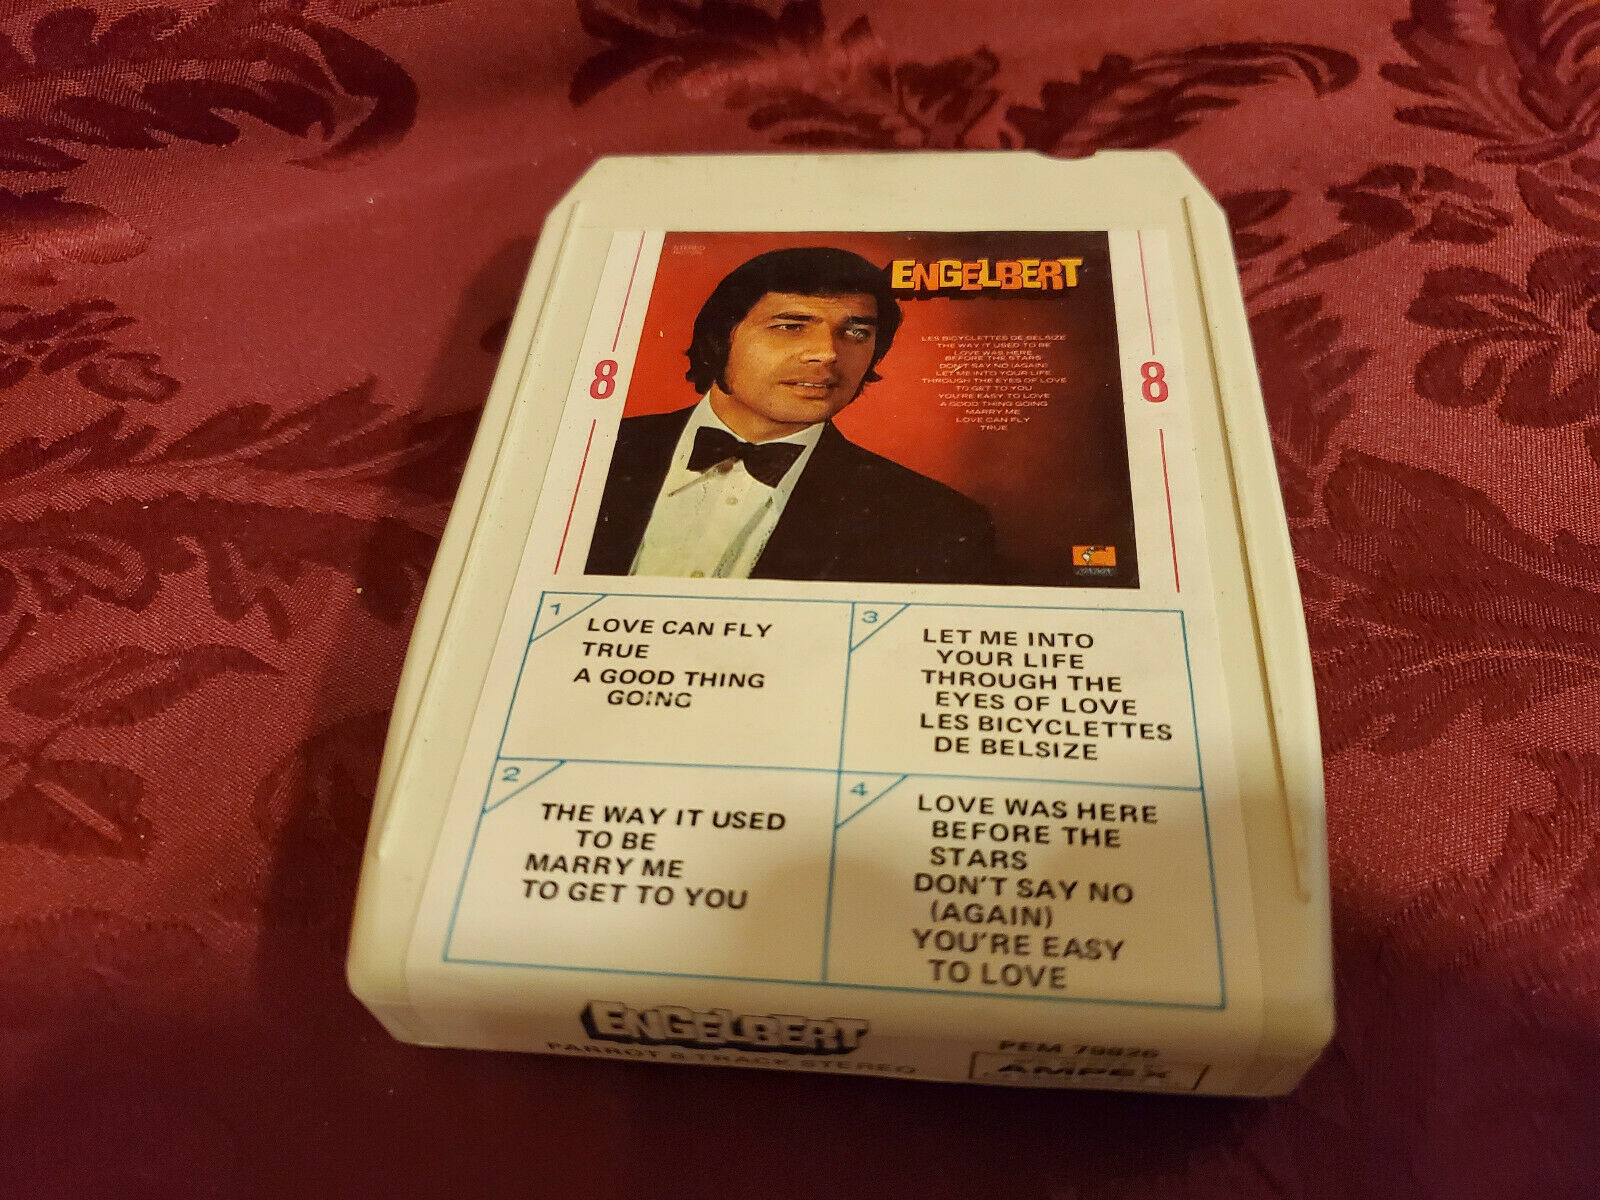 STEREO
ENGELBERT
LES BICYCLETTES DE BELSIZE
THE WAY IT USED TO BE
LOVE WAS HERE
BEFORE THE STARS
DON'T SAY NO (AGAIN)
LET ME INTO YOUR LIFE
THROUGH THE EYES OF LOVE
TO GET TO YOU
YOU'RE EASY TO LOVE
A GOOD THING GOING
MARRY ME
LOVE CAN FLY
TRUE
8
8
1
LOVE CAN FLY
TRUE
A GOOD THING
GOING
2
THE WAY IT USED
TO BE
MARRY ME
TO GET TO YOU
3
LET ME INTO
YOUR LIFE
THROUGH THE
EYES OF LOVE
LES BICYCLETTES
DE BELSIZE
4
LOVE WAS HERE
BEFORE THE
STARS
DON'T SAY NO
(AGAIN)
YOU'RE EASY
TO LOVE
ENGELBERT
PARROT 8 TRACK STEREO
PEM 79826
AMPEX